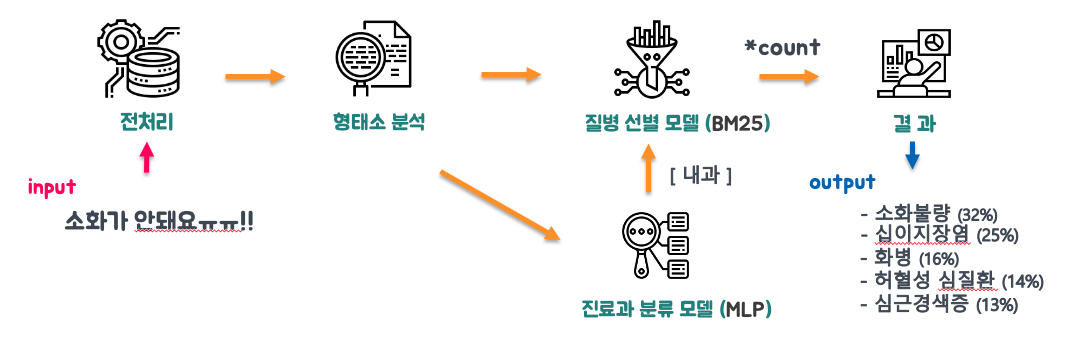 *count
전처리
형태소 분석
질병 선별 모델 (BM25)
결 과
input
[ 내과 ]
output
소화가 안돼요ㅠㅠ!!
- 소화불량 (32%)
- 십이지장염 (25%)
- 화병 (16%)
- 허혈성 심질환 (14%)
- 심근경색증 (13%)
진료과 분류 모델 (MLP)